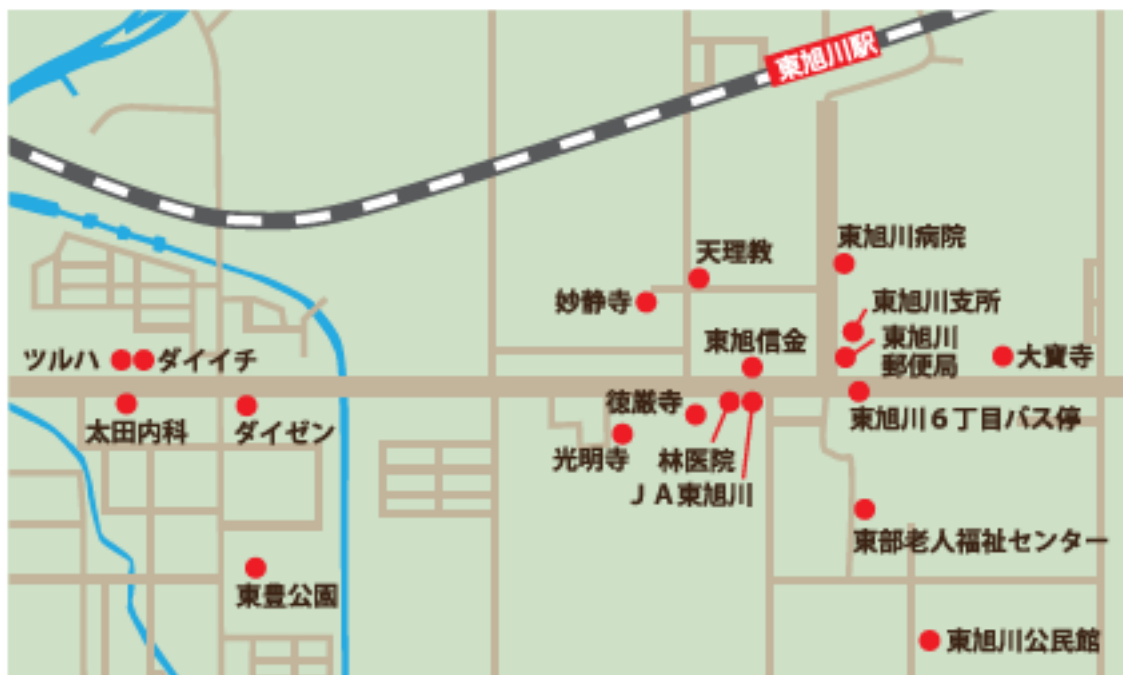 東旭川駅
東旭川病院
天理教
妙静寺
東旭川支所
東旭信金
東旭川
郵便局
大寶寺
ツルハ
ダイイチ
太田内科
ダイゼン
徳厳寺
東旭川６丁目バス停
光明寺
林医院
ＪＡ東旭川
東部老人福祉センター
東豊公園
東旭川公民館